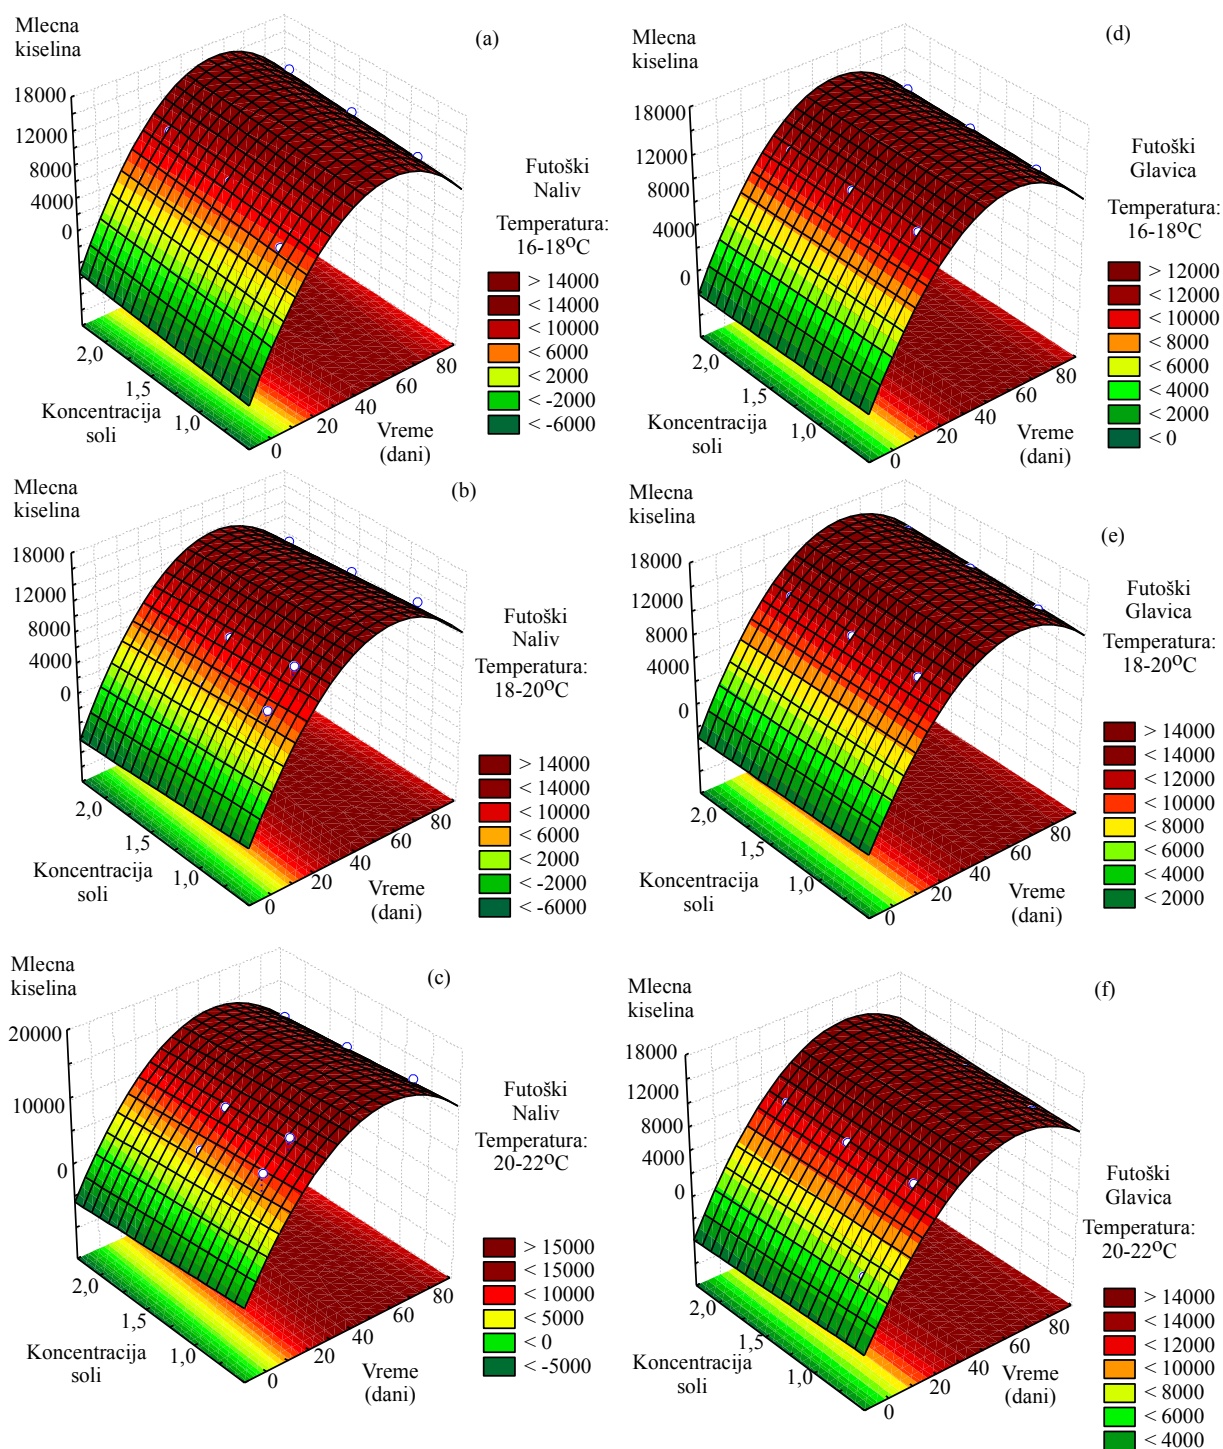 Mlecna
kiselina
(a)
18000
12000
8000
4000
0
2,0
1,5
1,0
Koncentracija
soli
0
20
40
60
80
Vreme
(dani)
Futoški
Naliv
Temperatura:
16-18ºC
> 14000
< 14000
< 10000
< 6000
< 2000
< -2000
< -6000
Mlecna
kiselina
(d)
18000
12000
8000
4000
0
2,0
1,5
1,0
Koncentracija
soli
0
20
40
60
80
Vreme
(dani)
Futoški
Glavica
Temperatura:
16-18ºC
> 12000
< 12000
< 10000
< 8000
< 6000
< 4000
< 2000
< 0
Mlecna
kiselina
(b)
18000
12000
8000
4000
0
2,0
1,5
1,0
Koncentracija
soli
0
20
40
60
80
Vreme
(dani)
Futoški
Naliv
Temperatura:
18-20ºC
> 14000
< 14000
< 10000
< 6000
< 2000
< -2000
< -6000
Mlecna
kiselina
(e)
18000
12000
8000
4000
0
2,0
1,5
1,0
Koncentracija
soli
0
20
40
60
80
Vreme
(dani)
Futoški
Glavica
Temperatura:
18-20ºC
> 14000
< 14000
< 12000
< 10000
< 8000
< 6000
< 4000
< 2000
Mlecna
kiselina
(c)
20000
10000
0
2,0
1,5
1,0
Koncentracija
soli
0
20
40
60
80
Vreme
(dani)
Futoški
Naliv
Temperatura:
20-22ºC
> 15000
< 15000
< 10000
< 5000
< 0
< -5000
Mlecna
kiselina
(f)
18000
12000
8000
4000
0
2,0
1,5
1,0
Koncentracija
soli
0
20
40
60
80
Vreme
(dani)
Futoški
Glavica
Temperatura:
20-22ºC
> 14000
< 14000
< 12000
< 10000
< 8000
< 6000
< 4000